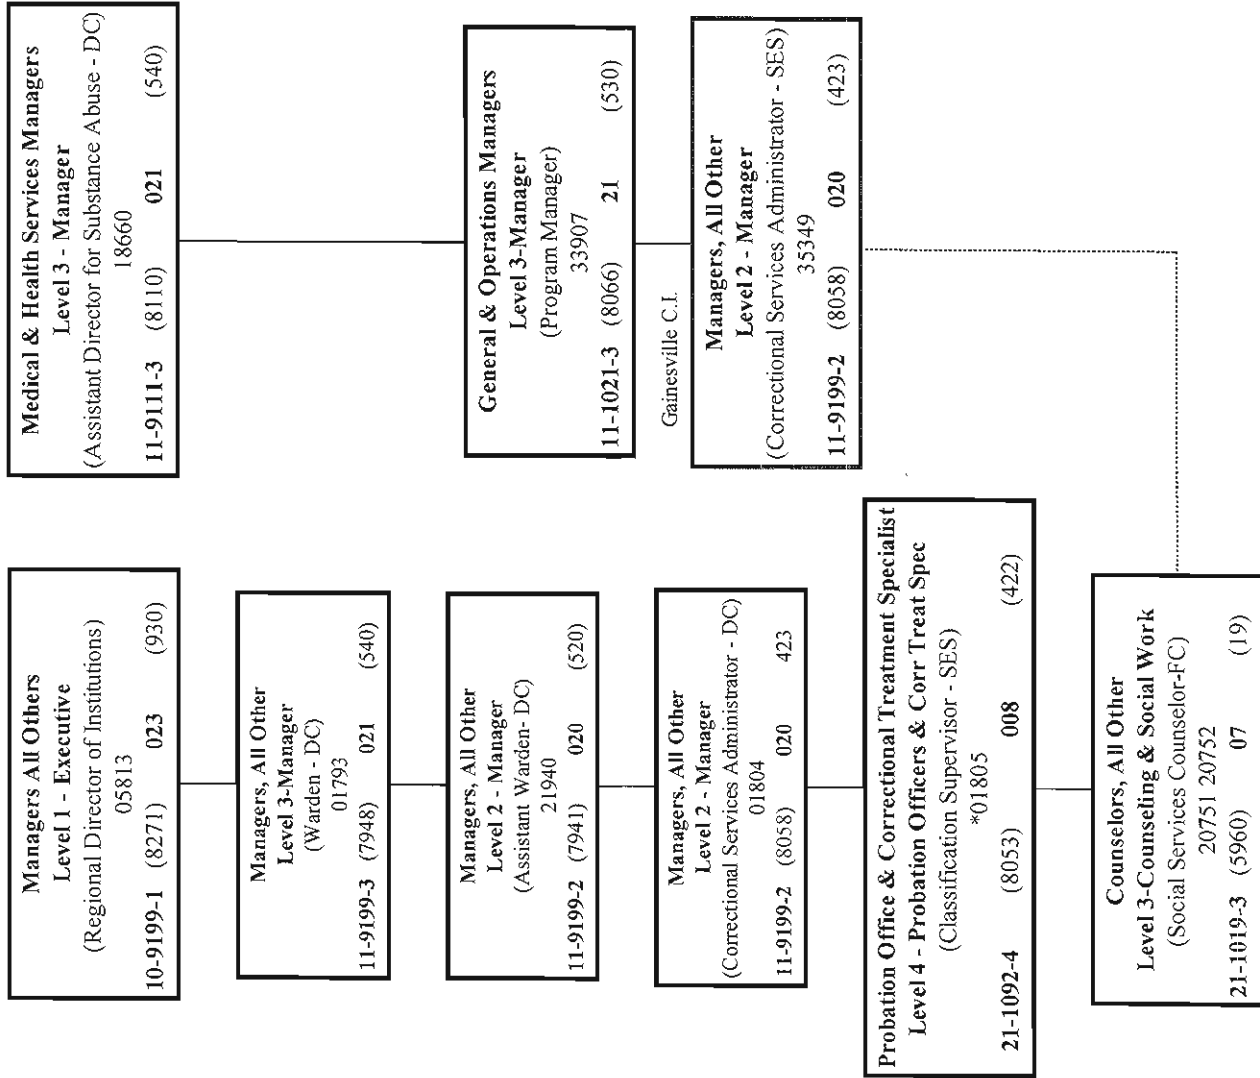 Managers All Others
Level 1 - Executive
(Regional Director of Institutions)
05813
10-9199-1 (8271) 023 (930)
Managers, All Other
Level 3-Manager
(Warden - DC)
01793
11-9199-3 (7948) 021 (540)
Managers, All Other
Level 2 - Manager
(Assistant Warden- DC)
21940
11-9199-2 (7941) 020 (520)
Managers, All Other
Level 2 - Manager
(Correctional Services Administrator - DC)
01804
11-9199-2 (8058) 020 423
Probation Office & Correctional Treatment Specialist
Level 4 - Probation Officers & Corr Treat Spec
(Classification Supervisor - SES)
*01805
21-1092-4 (8053) 008 (422)
Counselors, All Other
Level 3-Counseling & Social Work
(Social Services Counselor-FC)
20751 20752
21-1019-3 (5960) 07 (19)
Medical & Health Services Managers
Level 3 - Manager
(Assistant Director for Substance Abuse - DC)
18660
11-9111-3 (8110) 021 (540)
General & Operations Managers
Level 3-Manager
(Program Manager)
33907
11-1021-3 (8066) 21 (530)
Gainesville C.I.
Managers, All Other
Level 2 - Manager
(Correctional Services Administrator - SES)
35349
11-9199-2 (8058) 020 (423)